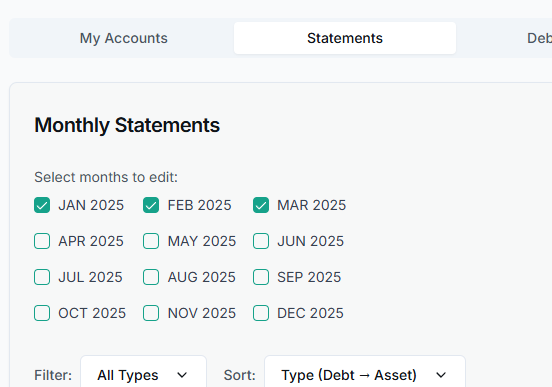 My Accounts Statements Deb
Monthly Statements
Select months to edit:
JAN 2025 FEB 2025 MAR 2025
APR 2025 MAY 2025 JUN 2025
JUL 2025 AUG 2025 SEP 2025
OCT 2025 NOV 2025 DEC 2025
Filter: All Types Sort: Type (Debt → Asset)